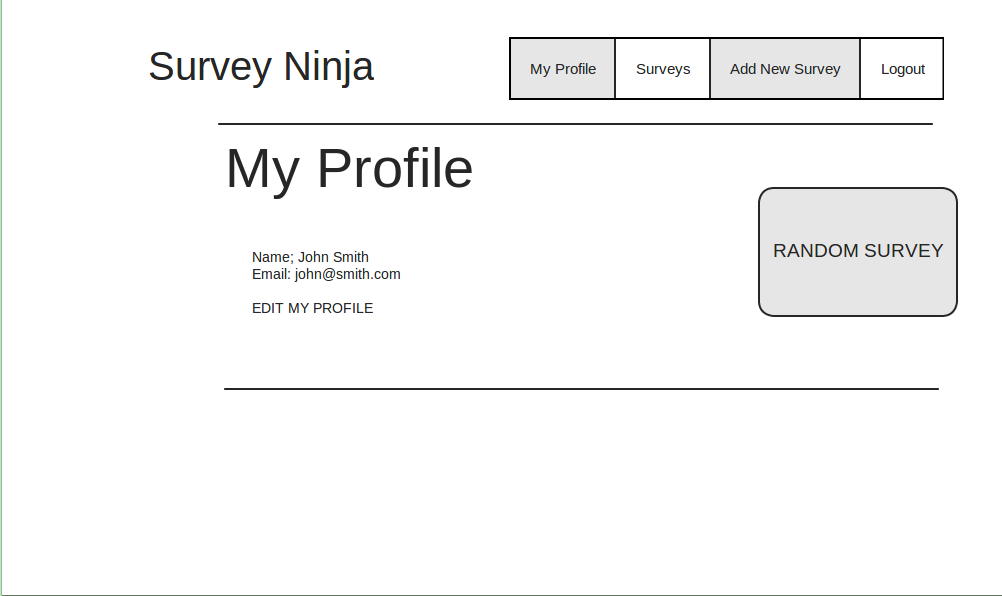 Survey Ninja
My Profile
Surveys
Add New Survey
Logout
My Profile
Name; John Smith
Email: john@smith.com
EDIT MY PROFILE
RANDOM SURVEY